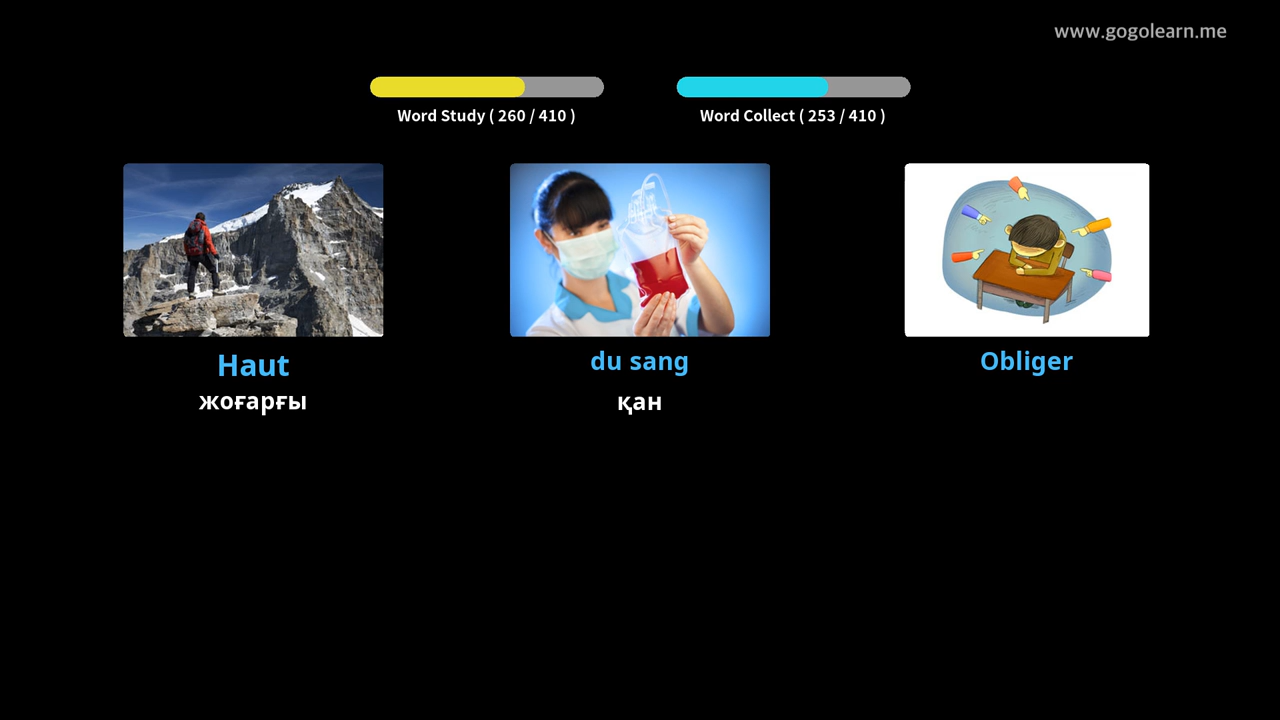 www.gogolearn.me
Word Study ( 260 / 410 )
Word Collect ( 253 / 410 )
Haut
жоғарғы
du sang
қан
Obliger